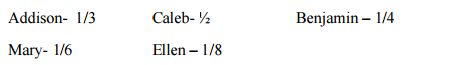 Addison- 1/3 Caleb- ½ Benjamin – 1/4
Mary- 1/6 Ellen – 1/8